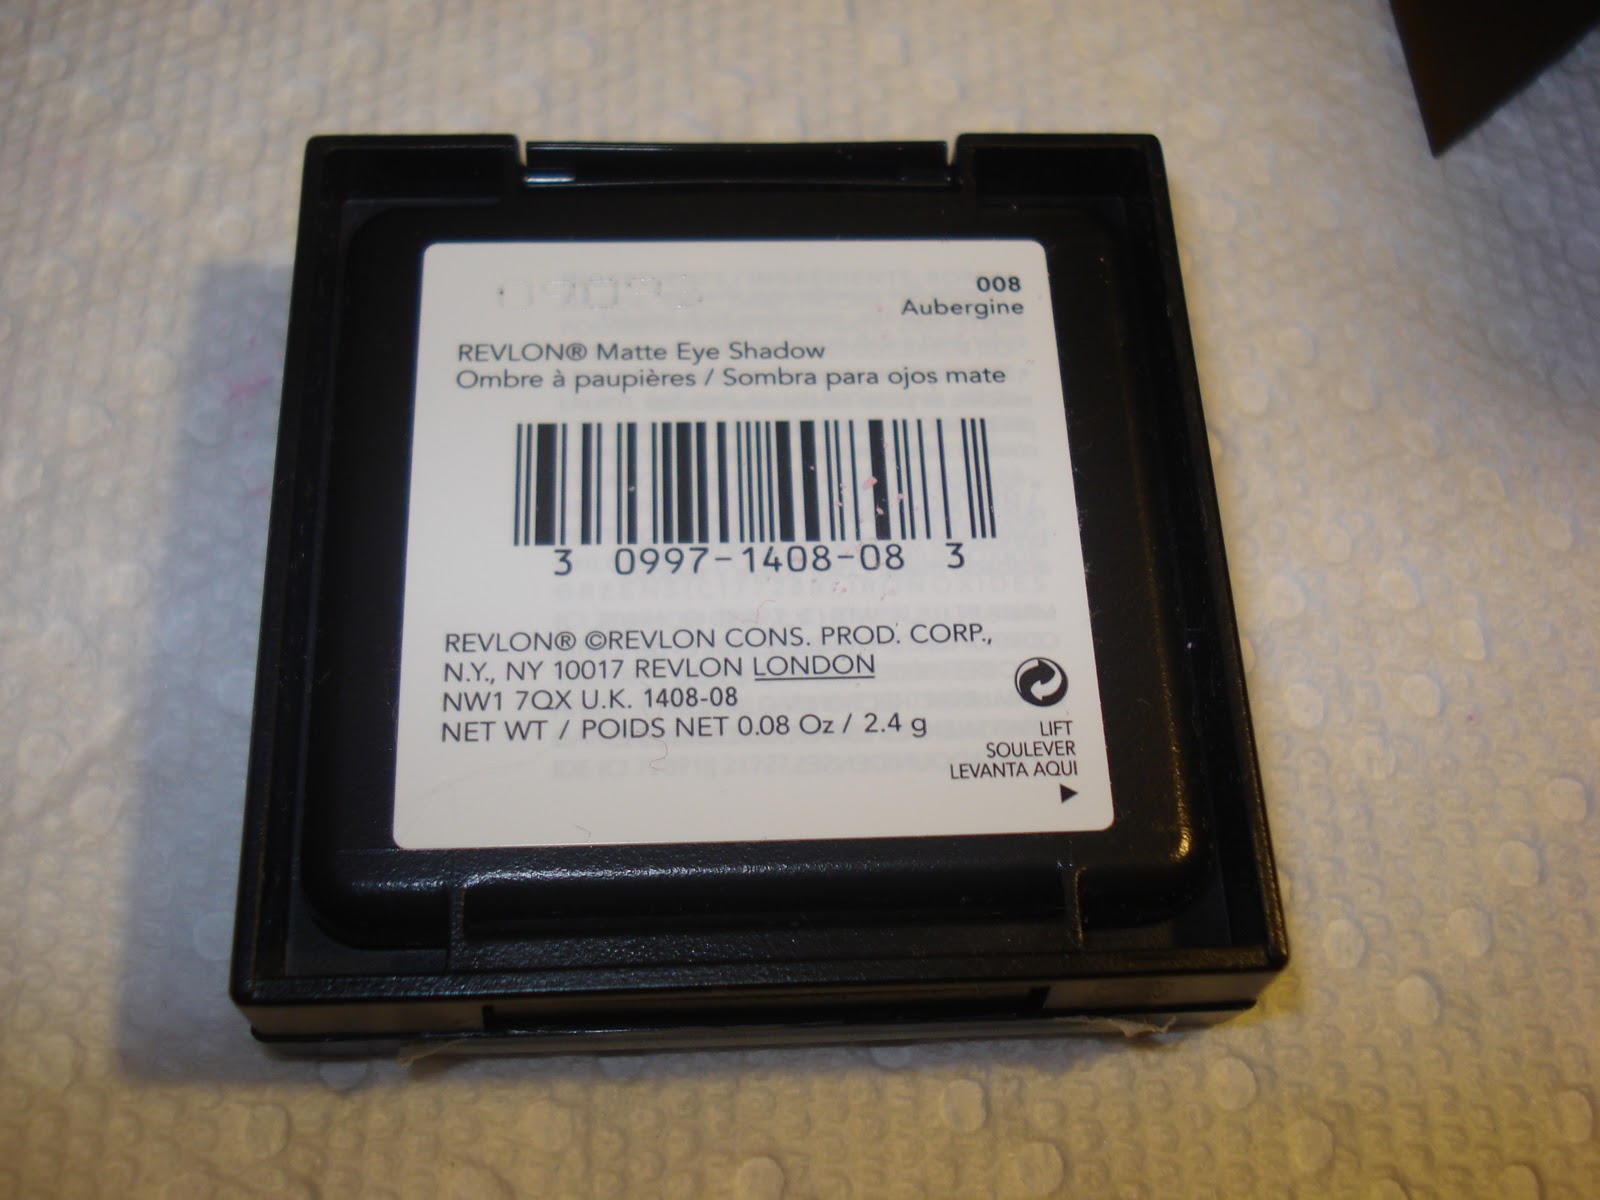 008
Aubergine
REVLON® Matte Eye Shadow
Ombre à paupières / Sombra para ojos mate
3 0997-1408-08 3
REVLON® ©REVLON CONS. PROD. CORP.,
N.Y., NY 10017 REVLON LONDON
NW1 7QX U.K. 1408-08
NET WT / POIDS NET 0.08 Oz / 2.4 g
LIFT
SOULEVER
LEVANTA AQUI